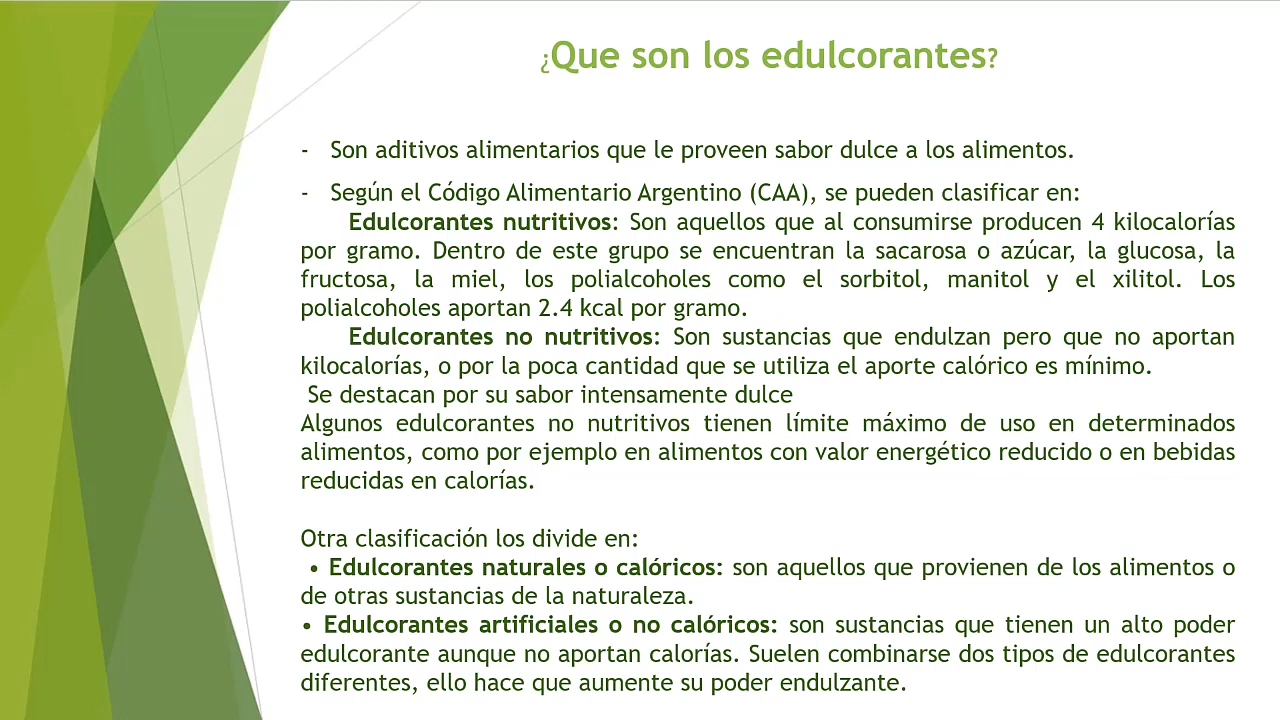 ¿Que son los edulcorantes?
- Son aditivos alimentarios que le proveen sabor dulce a los alimentos.
- Según el Código Alimentario Argentino (CAA), se pueden clasificar en:
Edulcorantes nutritivos: Son aquellos que al consumirse producen 4 kilocalorías
por gramo. Dentro de este grupo se encuentran la sacarosa o azúcar, la glucosa, la
fructosa, la miel, los polialcoholes como el sorbitol, manitol y el xilitol. Los
polialcoholes aportan 2.4 kcal por gramo.
Edulcorantes no nutritivos: Son sustancias que endulzan pero que no aportan
kilocalorías, o por la poca cantidad que se utiliza el aporte calórico es mínimo.
Se destacan por su sabor intensamente dulce
Algunos edulcorantes no nutritivos tienen límite máximo de uso en determinados
alimentos, como por ejemplo en alimentos con valor energético reducido o en bebidas
reducidas en calorías.
Otra clasificación los divide en:
• Edulcorantes naturales o calóricos: son aquellos que provienen de los alimentos o
de otras sustancias de la naturaleza.
• Edulcorantes artificiales o no calóricos: son sustancias que tienen un alto poder
edulcorante aunque no aportan calorías. Suelen combinarse dos tipos de edulcorantes
diferentes, ello hace que aumente su poder endulzante.